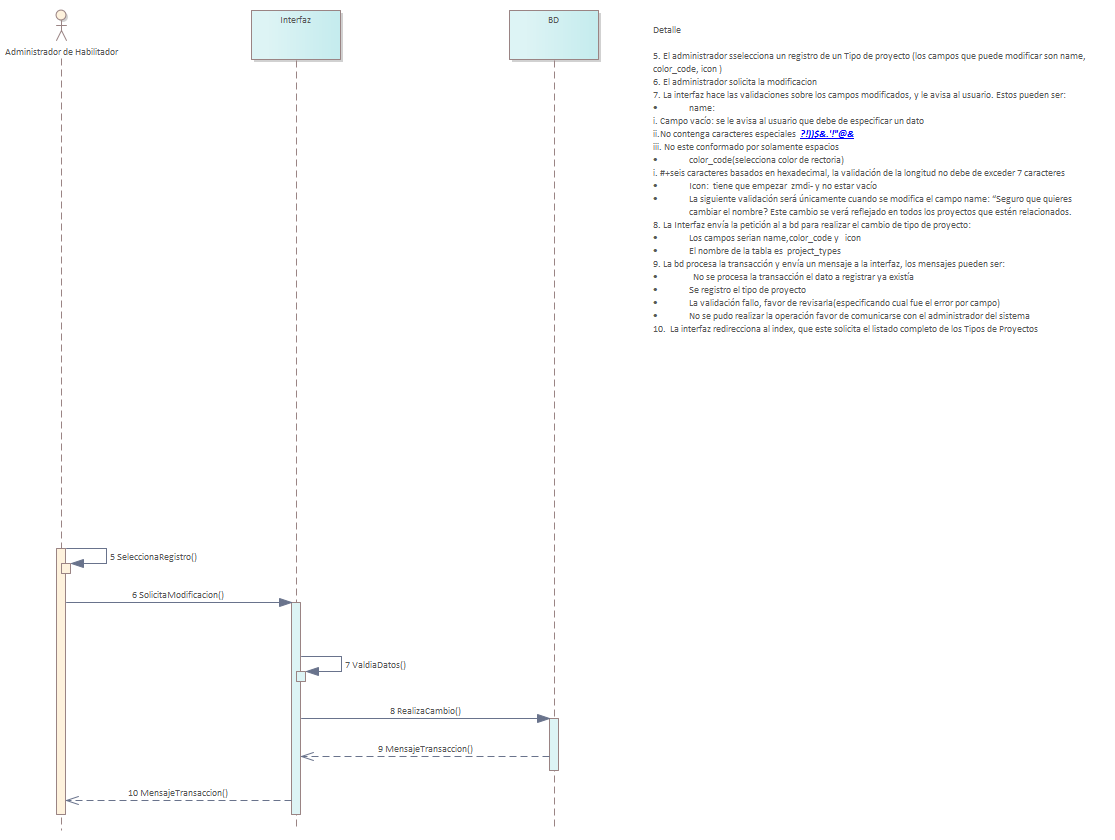 Administrador de Habilitador
Interfaz
BD
5 SeleccionaRegistro()
6 SolicitaModificacion()
7 ValdiaDatos()
8 RealizaCambio()
9 MensajeTransaccion()
10 MensajeTransaccion()
Detalle
5. El administrador sselecciona un registro de un Tipo de proyecto (los campos que puede modificar son name,
color_code, icon )
6. El administrador solicita la modificacion
7. La interfaz hace las validaciones sobre los campos modificados, y le avisa al usuario. Estos pueden ser:
• name:
i. Campo vacío: se le avisa al usuario que debe de especificar un dato
ii.No contenga caracteres especiales ?!))$&.'!"@&
iii. No este conformado por solamente espacios
• color_code(selecciona color de rectoria)
i. #+seis caracteres basados en hexadecimal, la validación de la longitud no debe de exceder 7 caracteres
• Icon: tiene que empezar zmdi- y no estar vacío
• La siguiente validación será únicamente cuando se modifica el campo name: "Seguro que quieres
cambiar el nombre? Este cambio se verá reflejado en todos los proyectos que estén relacionados.
8. La Interfaz envía la petición al a bd para realizar el cambio de tipo de proyecto:
• Los campos serian name,color_code y icon
• El nombre de la tabla es project_types
9. La bd procesa la transacción y envía un mensaje a la interfaz, los mensajes pueden ser:
• No se procesa la transacción el dato a registrar ya existía
• Se registro el tipo de proyecto
• La validación fallo, favor de revisarla(especificando cual fue el error por campo)
• No se pudo realizar la operación favor de comunicarse con el administrador del sistema
10. La interfaz redirecciona al index, que este solicita el listado completo de los Tipos de Proyectos